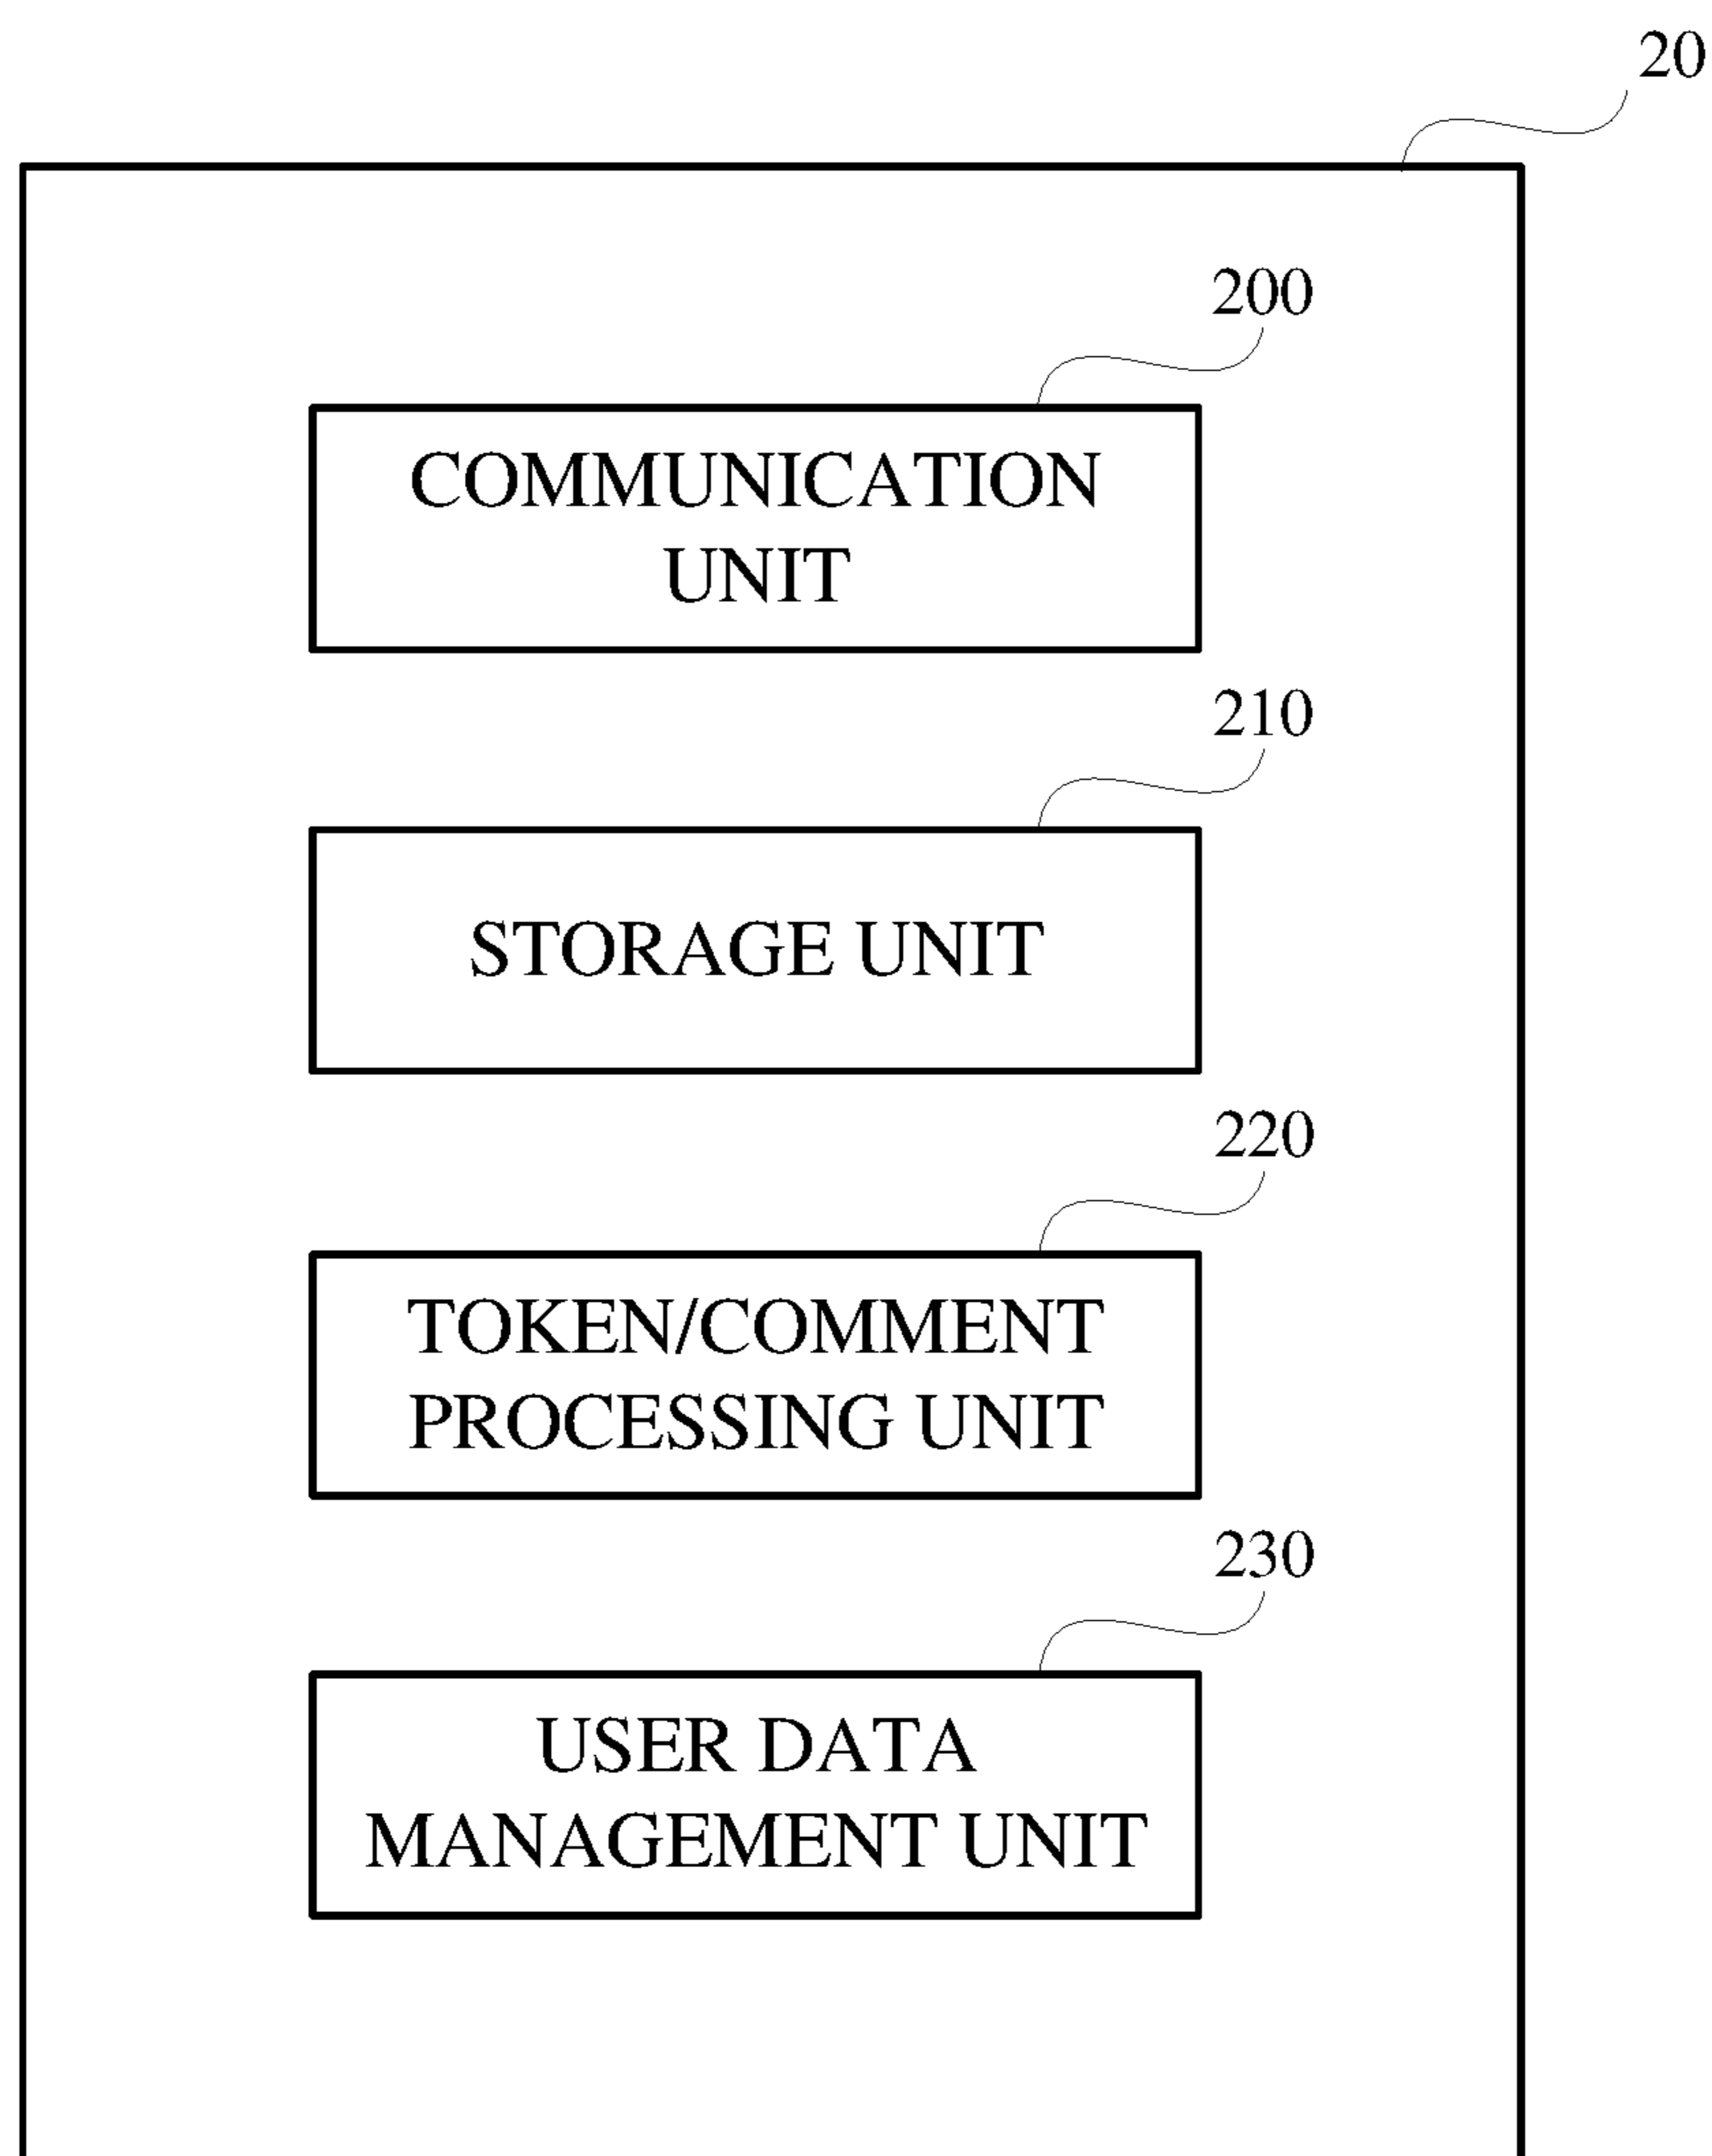 20
200
COMMUNICATION
UNIT
210
STORAGE UNIT
220
TOKEN/COMMENT
PROCESSING UNIT
230
USER DATA
MANAGEMENT UNIT